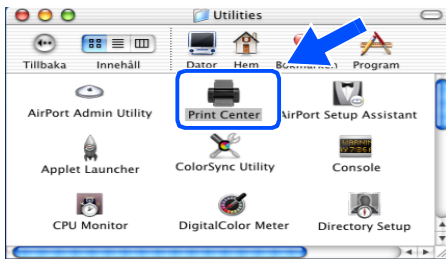 Utilities
Tillbaka Innehåll Dator Hem Bokmärken Program
AirPort Admin Utility Print Center AirPort Setup Assistant
Applet Launcher ColorSync Utility Console
CPU Monitor DigitalColor Meter Directory Setup